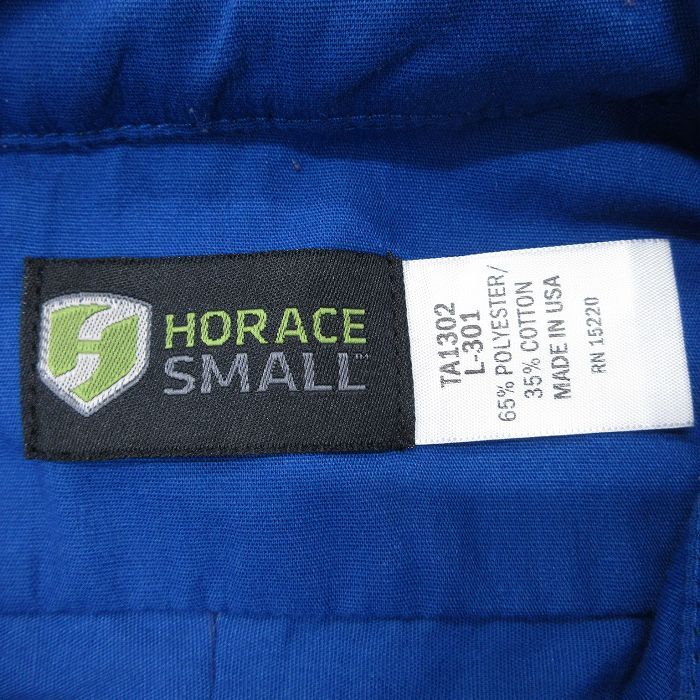 HORACE
SMALL™
TA1302
L-301
65% POLYESTER/
35% COTTON
MADE IN USA
RN 15220